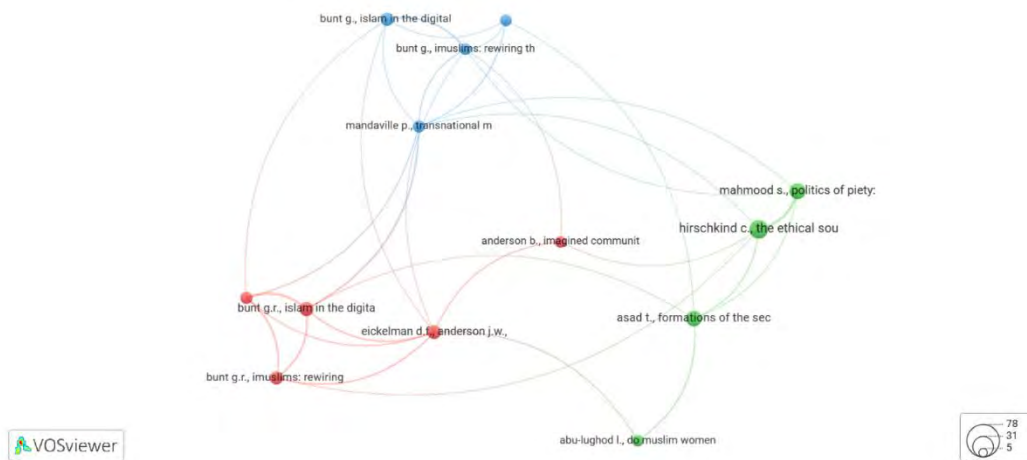 bunt g., islam in the digital
bunt g., imuslims: rewiring th
mandaville p., transnational m
mahmood s., politics of piety:
hirschkind c., the ethical sou
anderson b., imagined communit
bunt g.r., islam in the digita
asad t., formations of the sec
eickelman d.f., anderson j.w.,
bunt g.r., imuslims: rewiring
abu-lughod l., do muslim women
VOSviewer
78
31
5